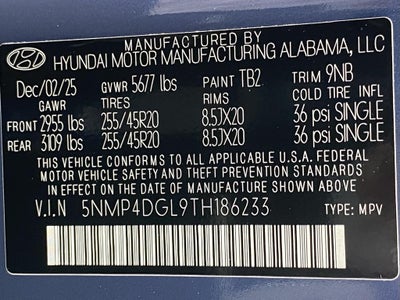 MANUFACTURED BY
HYUNDAI MOTOR MANUFACTURING ALABAMA, LLC
Dec/02/25 GVWR 5677 lbs PAINT TB2 TRIM 9NB
GAWR TIRES RIMS COLD TIRE INFL
FRONT 2955 lbs 255/45R20 8.5JX20 36 psi SINGLE
REAR 3109 lbs 255/45R20 8.5JX20 36 psi SINGLE
THIS VEHICLE CONFORMS TO ALL APPLICABLE U.S.A. FEDERAL
MOTOR VEHICLE SAFETY AND THEFT PREVENTION STANDARDS
IN EFFECT ON THE DATE OF MANUFACTURE SHOWN ABOVE.
V.I.N 5NMP4DGL9TH186233 TYPE: MPV